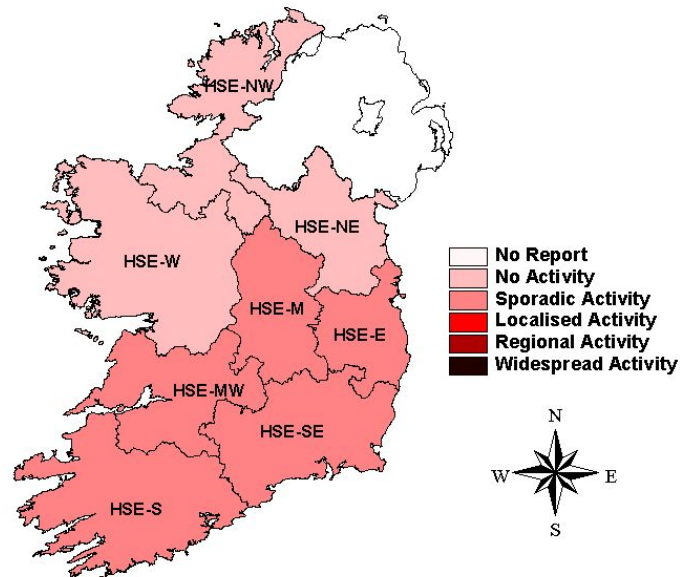 HSE-NW
HSE-NE
HSE-W
HSE-M
HSE-E
HSE-MW
HSE-SE
HSE-S
No Report
No Activity
Sporadic Activity
Localised Activity
Regional Activity
Widespread Activity
N
W E
S